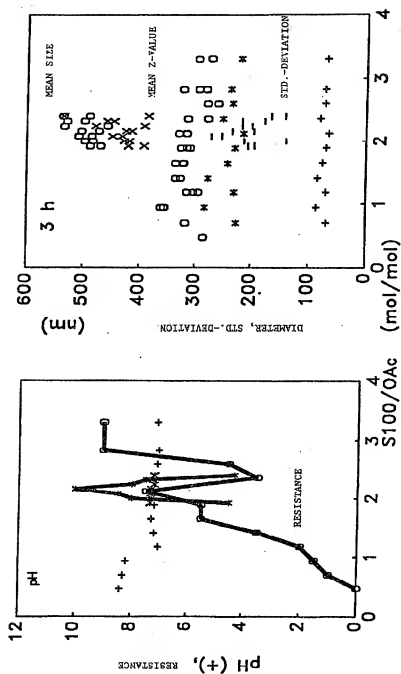 12
10
8
6
4
2
0
pH (+),
RESISTANCE
pH
RESISTANCE
0
1
2
3
4
S100/OAc
600
500
400
300
200
100
0
(nm)
DIAMETER, STD.-DEVIATION
3 h
MEAN SIZE
MEAN Z-VALUE
STD.-DEVIATION
0
1
2
3
4
(mol/mol)